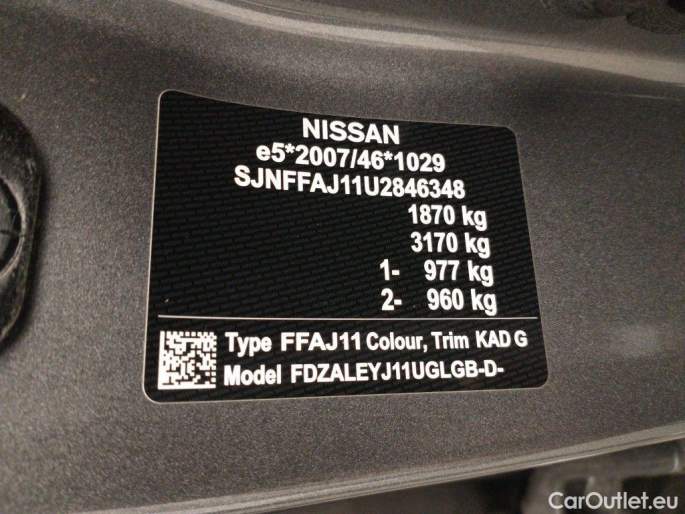 NISSAN
e5*2007/46*1029
SJNFFAJ11U2846348
1870 kg
3170 kg
1- 977 kg
2- 960 kg
Type FFAJ11 Colour, Trim KAD G
Model FDZALEYJ11UGLGB-D-
CarOutlet.eu